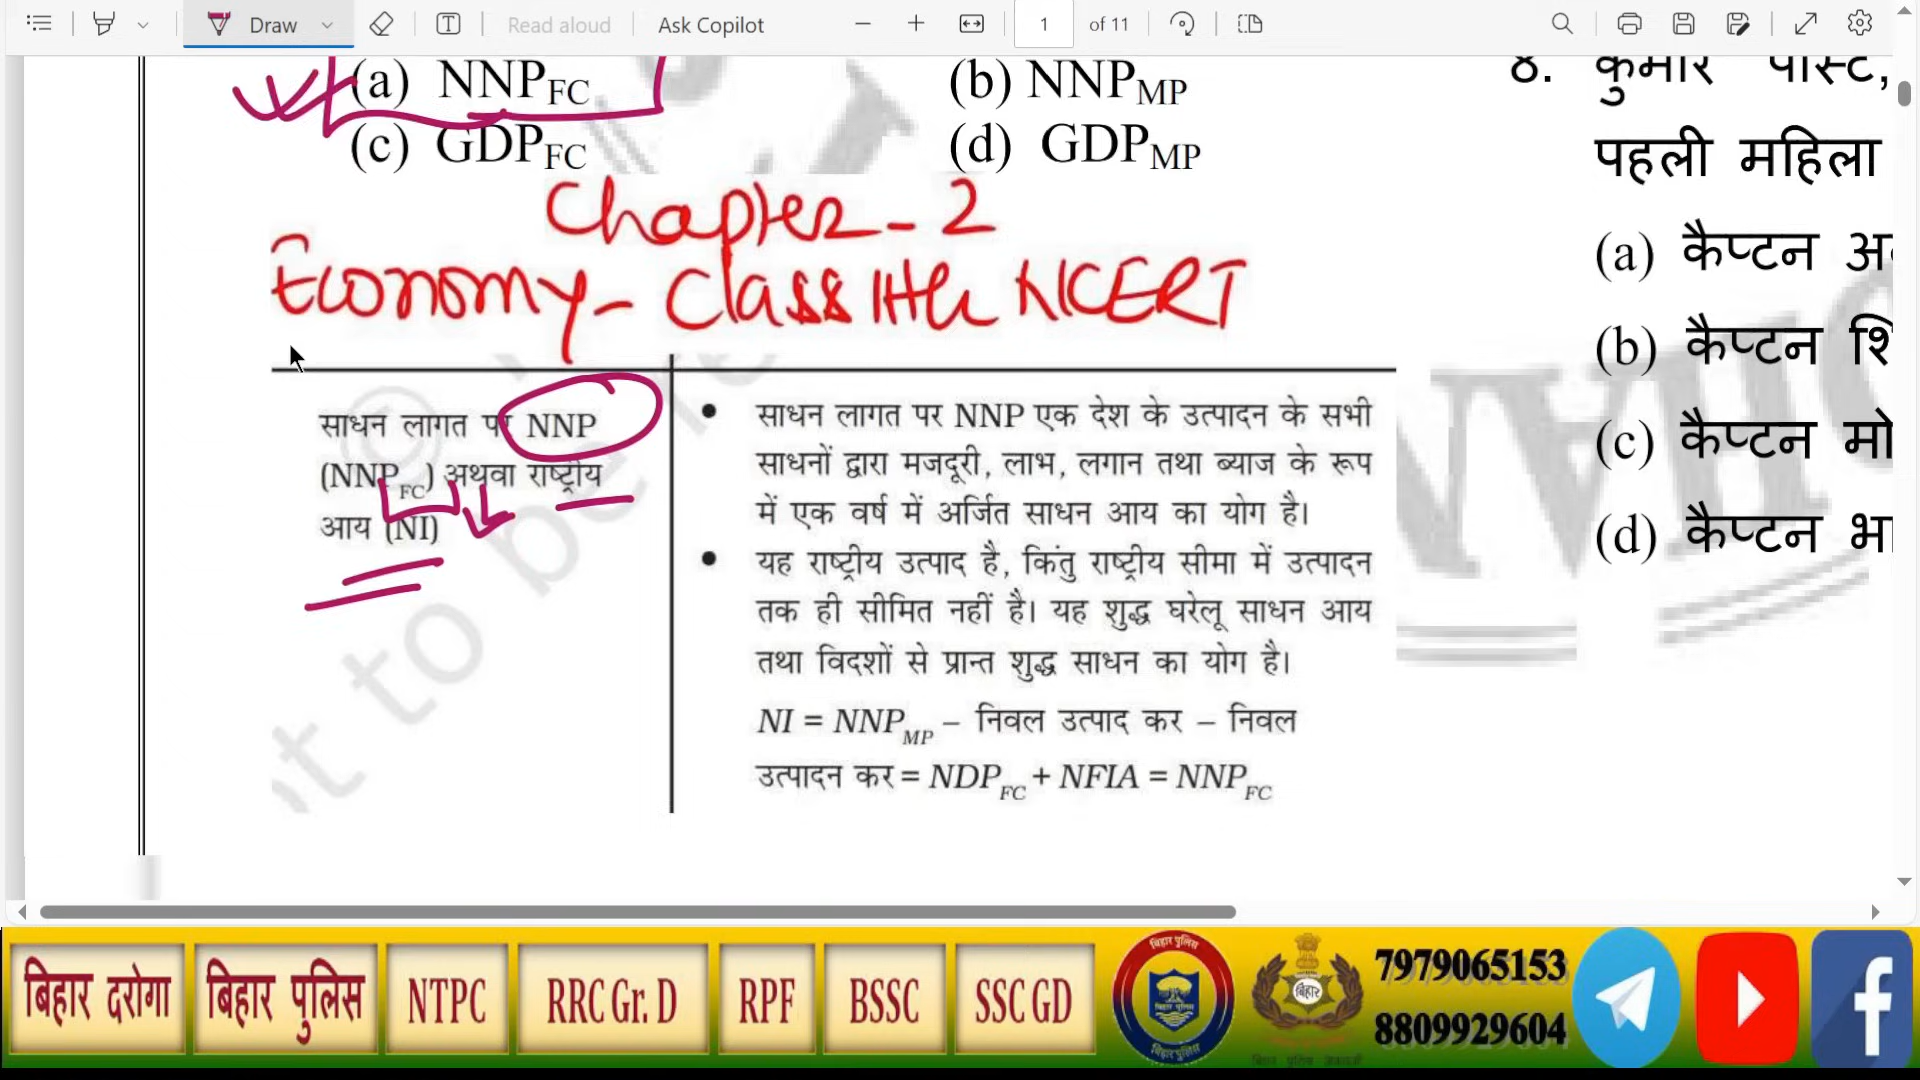 Draw
Read aloud
Ask Copilot
1 of 11
(a) NNPFC
(b) NNPMP
(c) GDPFC
(d) GDPMP
Chapter - 2
Economy - Class 11th NCERT
साधन लागत पर NNP
(NNPFC) अथवा राष्ट्रीय
आय (NI)
• साधन लागत पर NNP एक देश के उत्पादन के सभी
साधनों द्वारा मजदूरी, लाभ, लगान तथा ब्याज के रूप
में एक वर्ष में अर्जित साधन आय का योग है।
• यह राष्ट्रीय उत्पाद है, किंतु राष्ट्रीय सीमा में उत्पादन
तक ही सीमित नहीं है। यह शुद्ध घरेलू साधन आय
तथा विदशों से प्रान्त शुद्ध साधन का योग है।
NI = NNPMP – निवल उत्पाद कर – निवल
उत्पादन कर = NDPFC + NFIA = NNPFC
8. कुमार पोस्ट,
पहली महिला
(a) कैप्टन
(b) कैप्टन शि
(c) कैप्टन मो
(d) कैप्टन भा
बिहार दरोगा
बिहार पुलिस
NTPC
RRC Gr. D
RPF
BSSC
SSC GD
बिहार पुलिस
बिहार पुलिस
बिहार
7979065153
8809929604